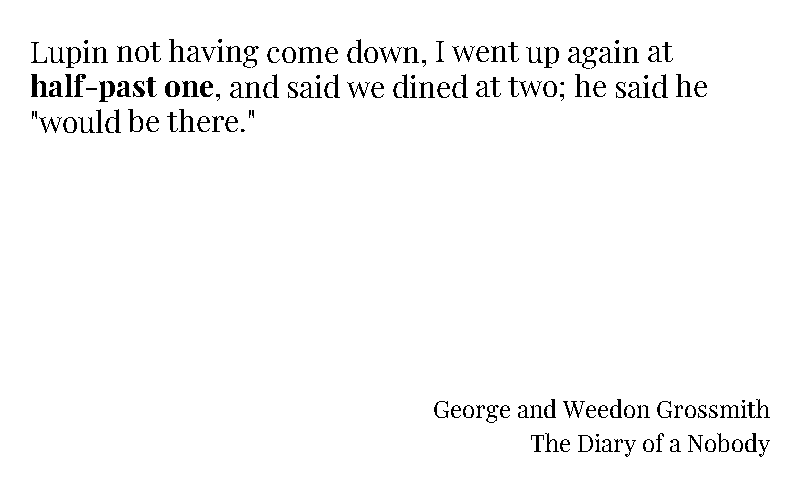 Lupin not having come down, I went up again at
half-past one, and said we dined at two; he said he
"would be there."
George and Weedon Grossmith
The Diary of a Nobody